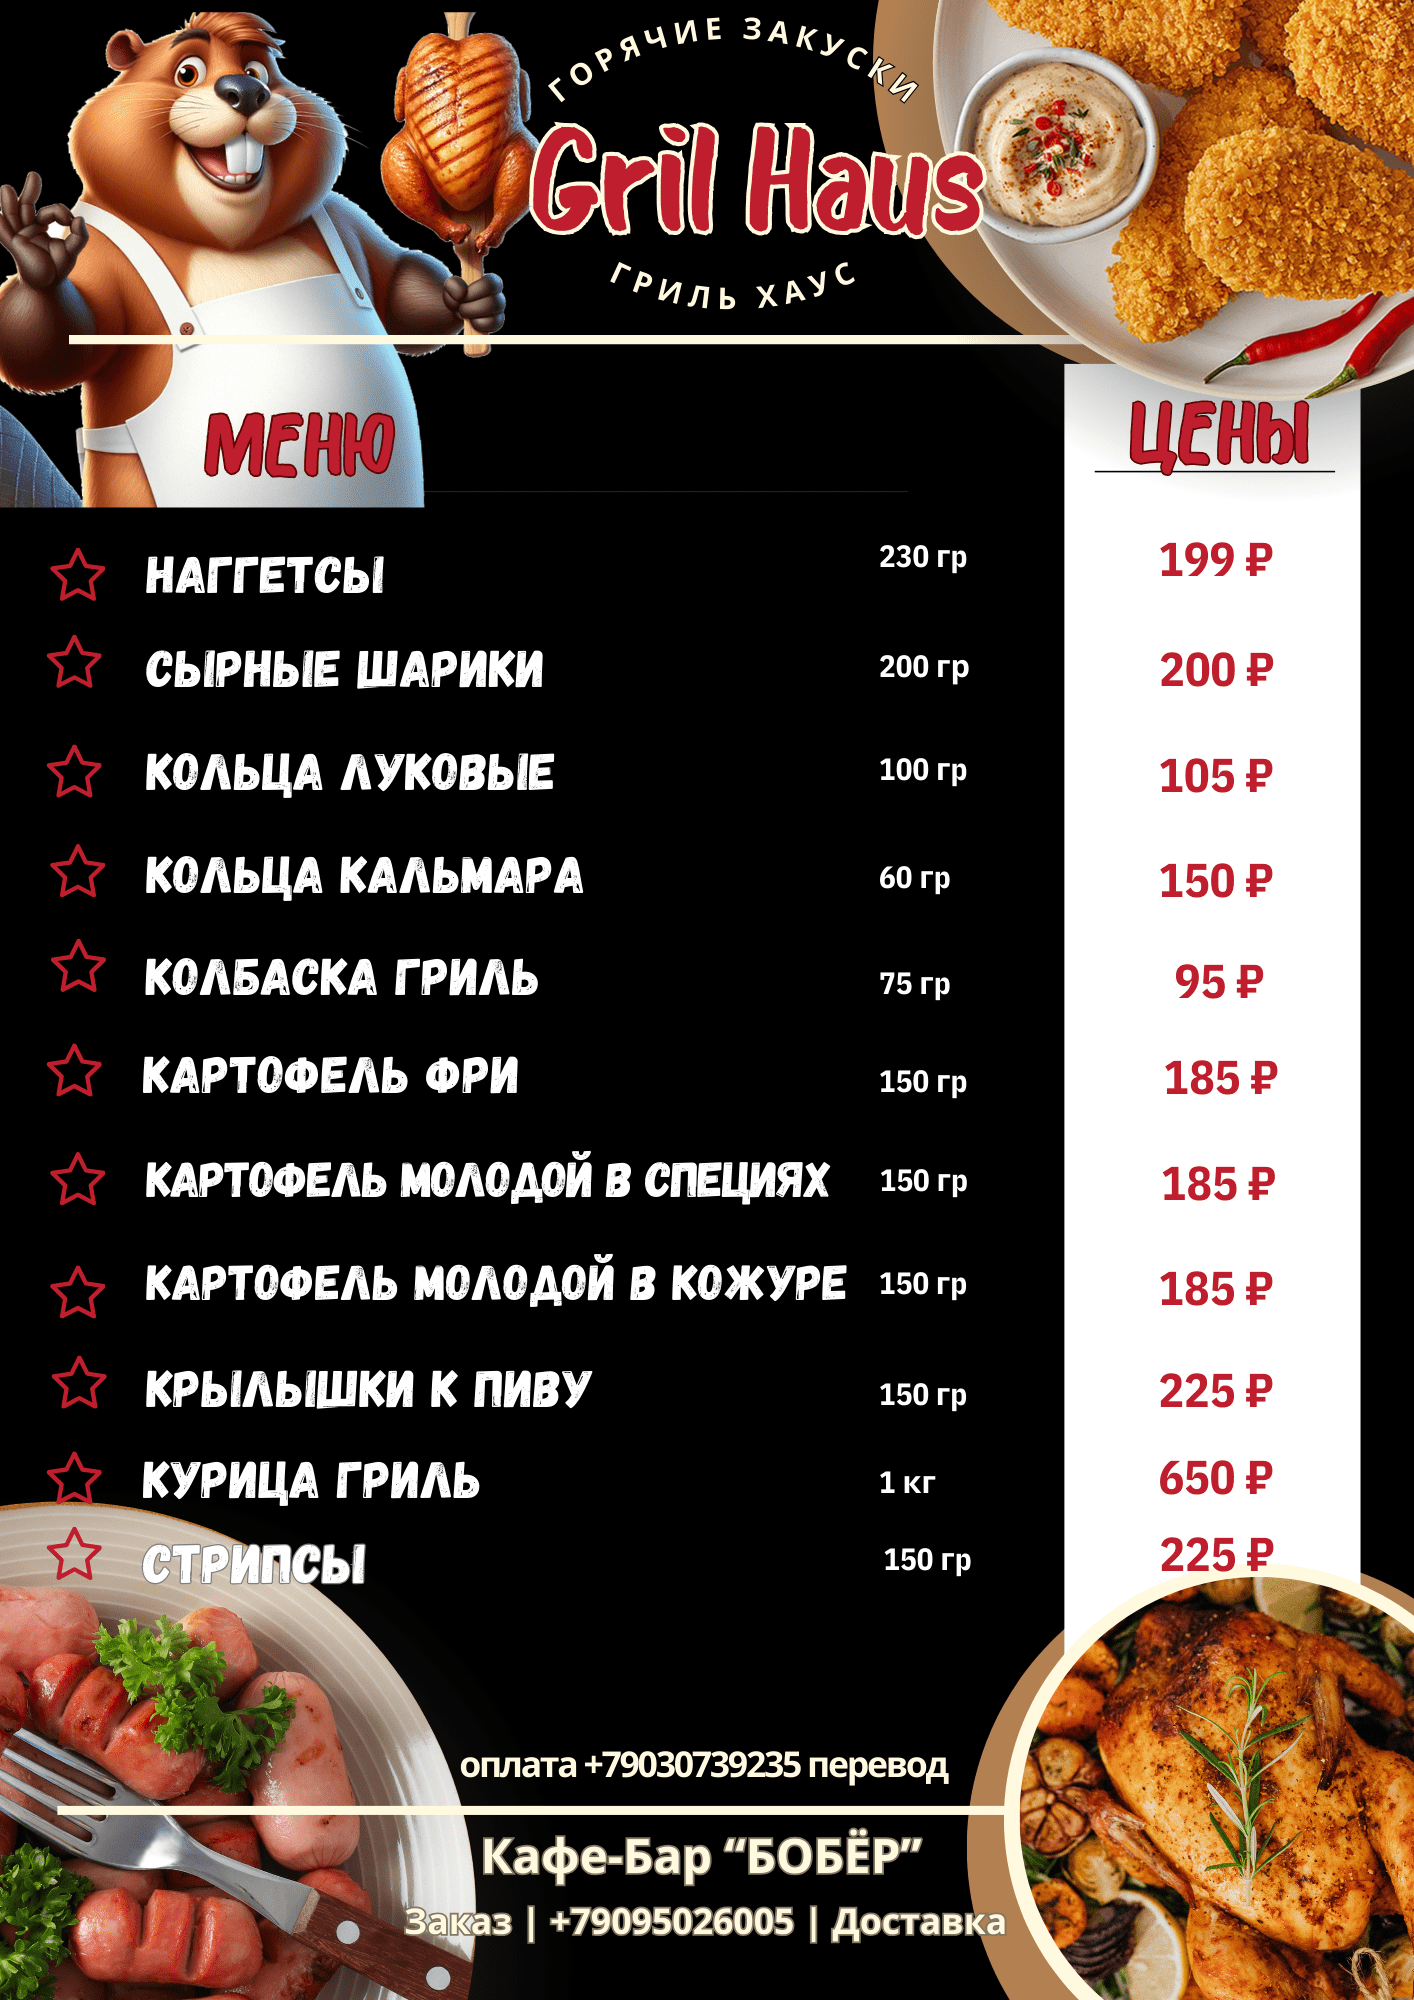 ГОРЯЧИЕ ЗАКУСКИ
Gril Haus
ГРИЛЬ ХАУС
МЕНЮ ЦЕНЫ
НАГГЕТСЫ 230 гр 199 ₽
СЫРНЫЕ ШАРИКИ 200 гр 200 ₽
КОЛЬЦА ЛУКОВЫЕ 100 гр 105 ₽
КОЛЬЦА КАЛЬМАРА 60 гр 150 ₽
КОЛБАСКА ГРИЛЬ 75 гр 95 ₽
КАРТОФЕЛЬ ФРИ 150 гр 185 ₽
КАРТОФЕЛЬ МОЛОДОЙ В СПЕЦИЯХ 150 гр 185 ₽
КАРТОФЕЛЬ МОЛОДОЙ В КОЖУРЕ 150 гр 185 ₽
КРЫЛЫШКИ К ПИВУ 150 гр 225 ₽
КУРИЦА ГРИЛЬ 1 кг 650 ₽
СТРИПСЫ 150 гр 225 ₽
оплата +79030739235 перевод
Кафе-Бар “БОБЁР”
Заказ | +79095026005 | Доставка